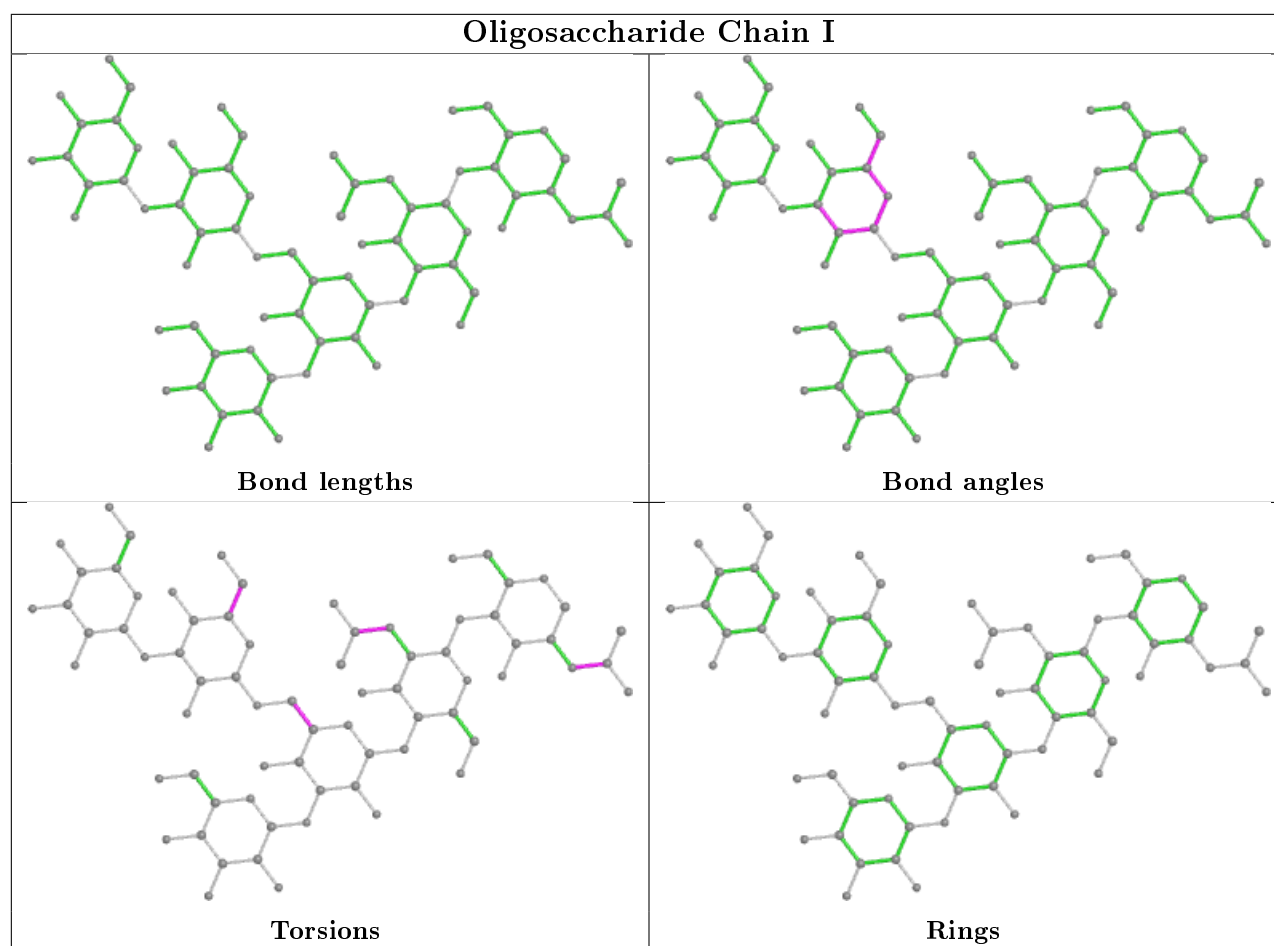 Oligosaccharide Chain I
Bond lengths
Bond angles
Torsions
Rings